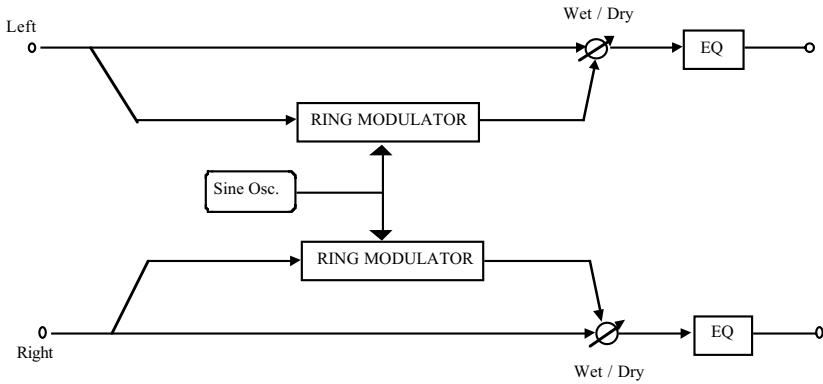 Wet / Dry
Left
EQ
RING MODULATOR
Sine Osc.
RING MODULATOR
EQ
Right
Wet / Dry